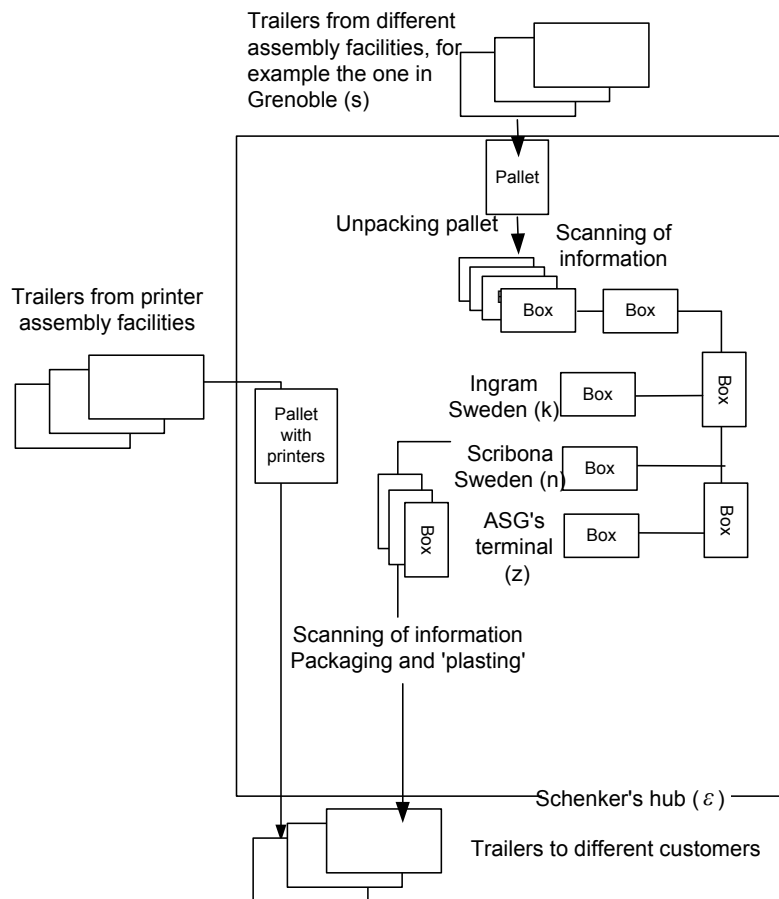 Trailers from different
assembly facilities, for
example the one in
Grenoble (s)
Pallet
Unpacking pallet
Scanning of
information
Box
Box
Trailers from printer
assembly facilities
Pallet
with
printers
Ingram
Sweden (k)
Box
Box
Scribona
Sweden (n)
Box
Box
ASG's
terminal
(z)
Box
Box
Scanning of information
Packaging and 'plasting'
Schenker's hub (ε)
Trailers to different customers